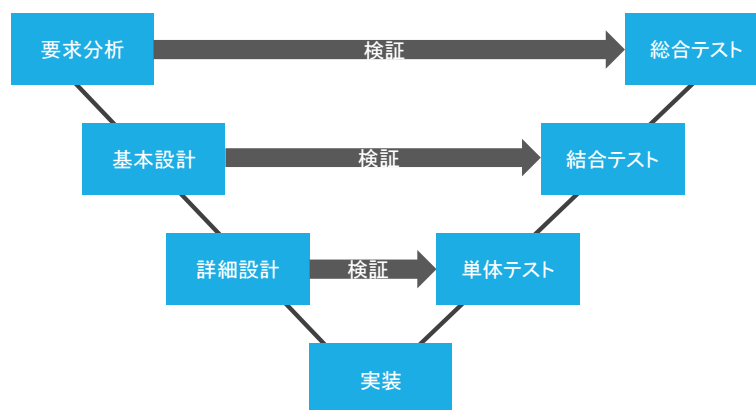 要求分析
検証
総合テスト
基本設計
検証
結合テスト
詳細設計
検証
単体テスト
実装